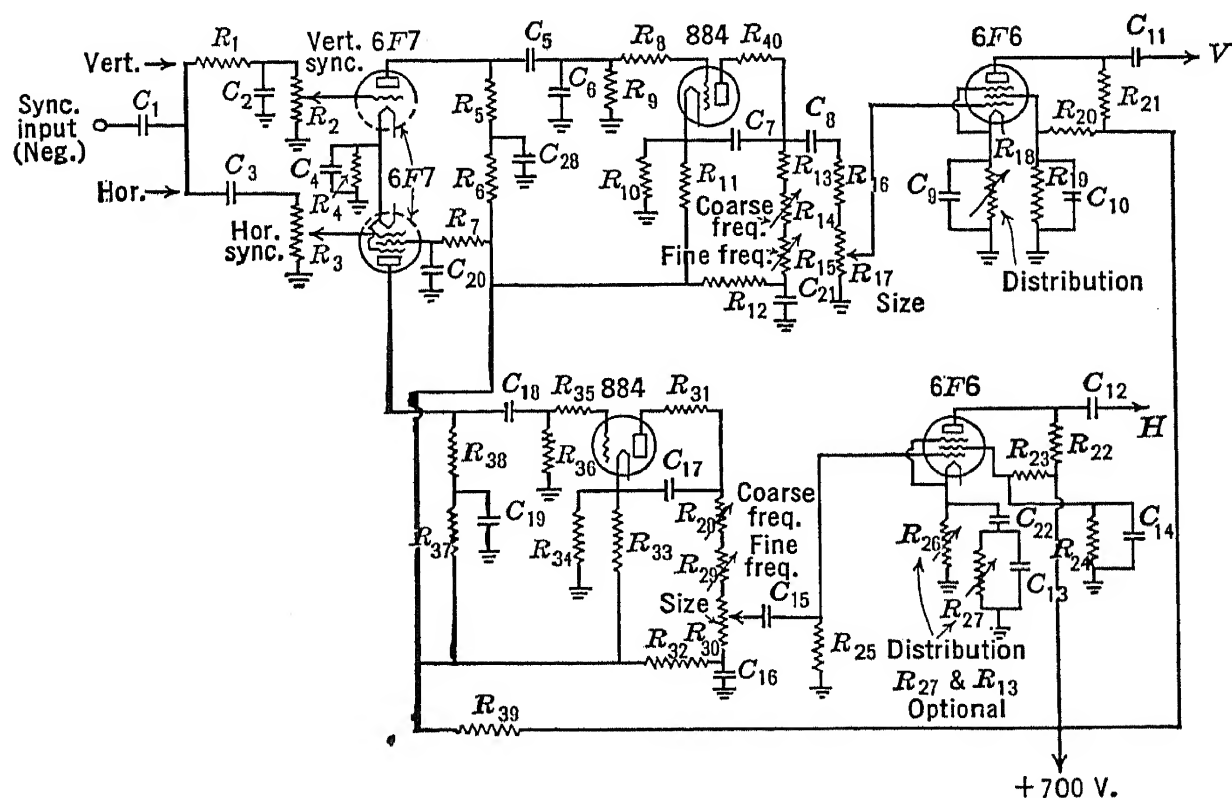 Vert.
Sync.
input
(Neg.)
Hor.
C1
R1
C2
R2
C3
R3
Vert.
sync.
6F7
Hor.
sync.
C4
R4
6F7
R5
R6
R7
C20
C28
C5
C6
R8
R9
884
R40
R10
R11
C7
C8
R12
R13
Coarse
freq.
R14
Fine freq.
R15
C21
R16
R17
Size
6F6
C9
R18
R19
C10
Distribution
R20
R21
C11
V
C18
R35
884
R31
R38
R36
C17
R37
C19
R34
R33
R28
Coarse
freq.
R29
Fine
freq.
Size
R30
R32
C16
C15
R25
6F6
C12
H
R22
R23
R26
C22
C13
R27
R24
C14
Distribution
R27 & R13
Optional
R39
+700 V.